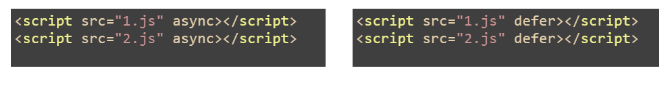 <script src="1.js" async></script>
<script src="2.js" async></script>
<script src="1.js" defer></script>
<script src="2.js" defer></script>